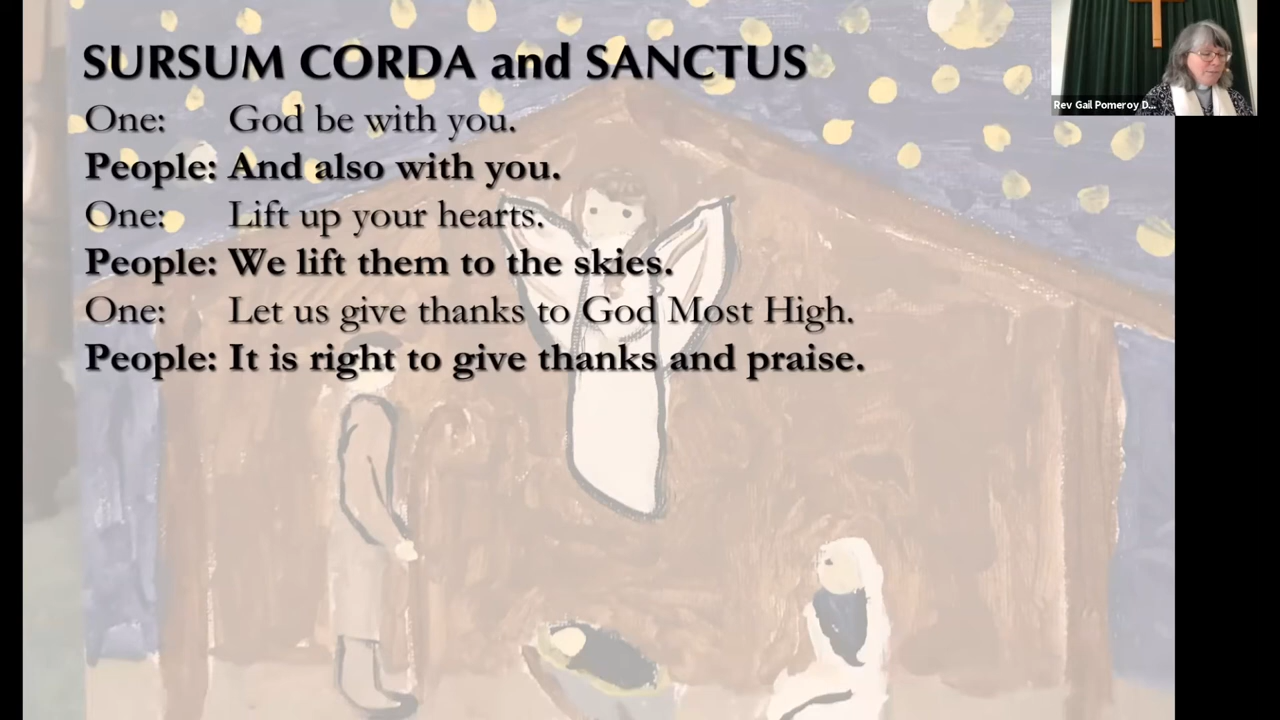 SURSUM CORDA and SANCTUS
One: God be with you.
People: And also with you.
One: Lift up your hearts.
People: We lift them to the skies.
One: Let us give thanks to God Most High.
People: It is right to give thanks and praise.
Rev Gail Pomeroy D...